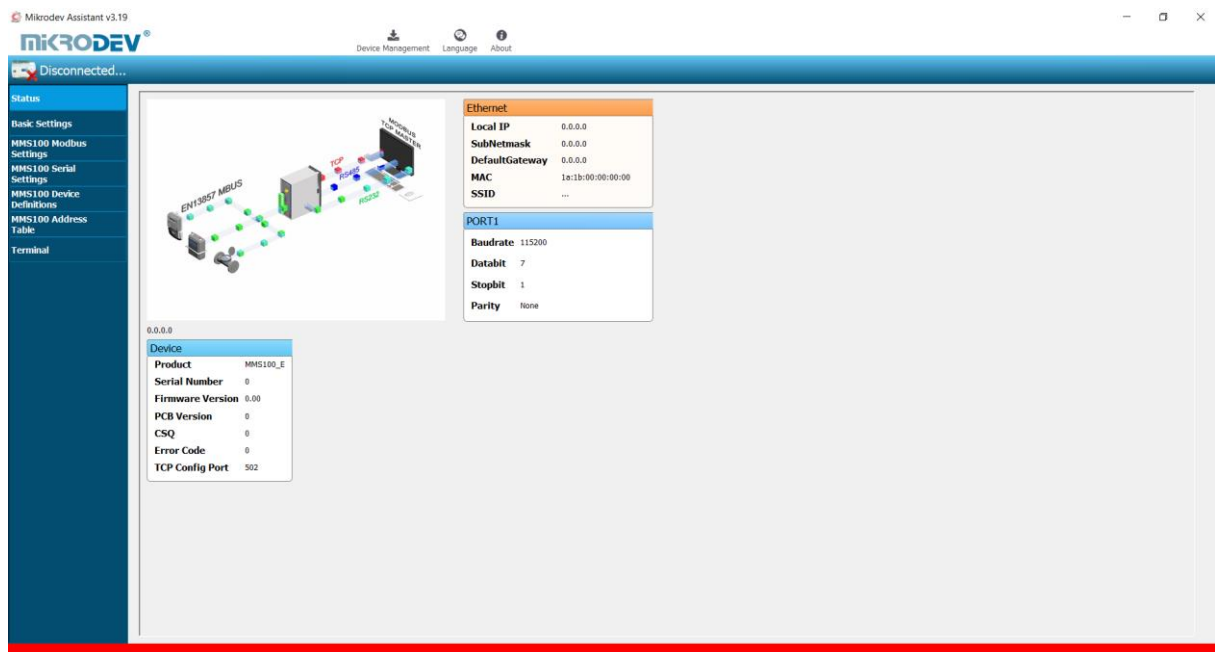 Mikrodev Assistant v3.19
MiKRODEV®
Device Management Language About
Disconnected...
Status
Basic Settings
MMS100 Modbus
Settings
MMS100 Serial
Settings
MMS100 Device
Definitions
MMS100 Address
Table
Terminal
MODBUS
TCP MASTER
TCP
RS485
RS232
EN13857 MBUS
0.0.0.0
Ethernet
Local IP 0.0.0.0
SubNetmask 0.0.0.0
DefaultGateway 0.0.0.0
MAC 1a:1b:00:00:00:00
SSID ...
PORT1
Baudrate 115200
Databit 7
Stopbit 1
Parity None
Device
Product MMS100_E
Serial Number 0
Firmware Version 0.00
PCB Version 0
CSQ 0
Error Code 0
TCP Config Port 502